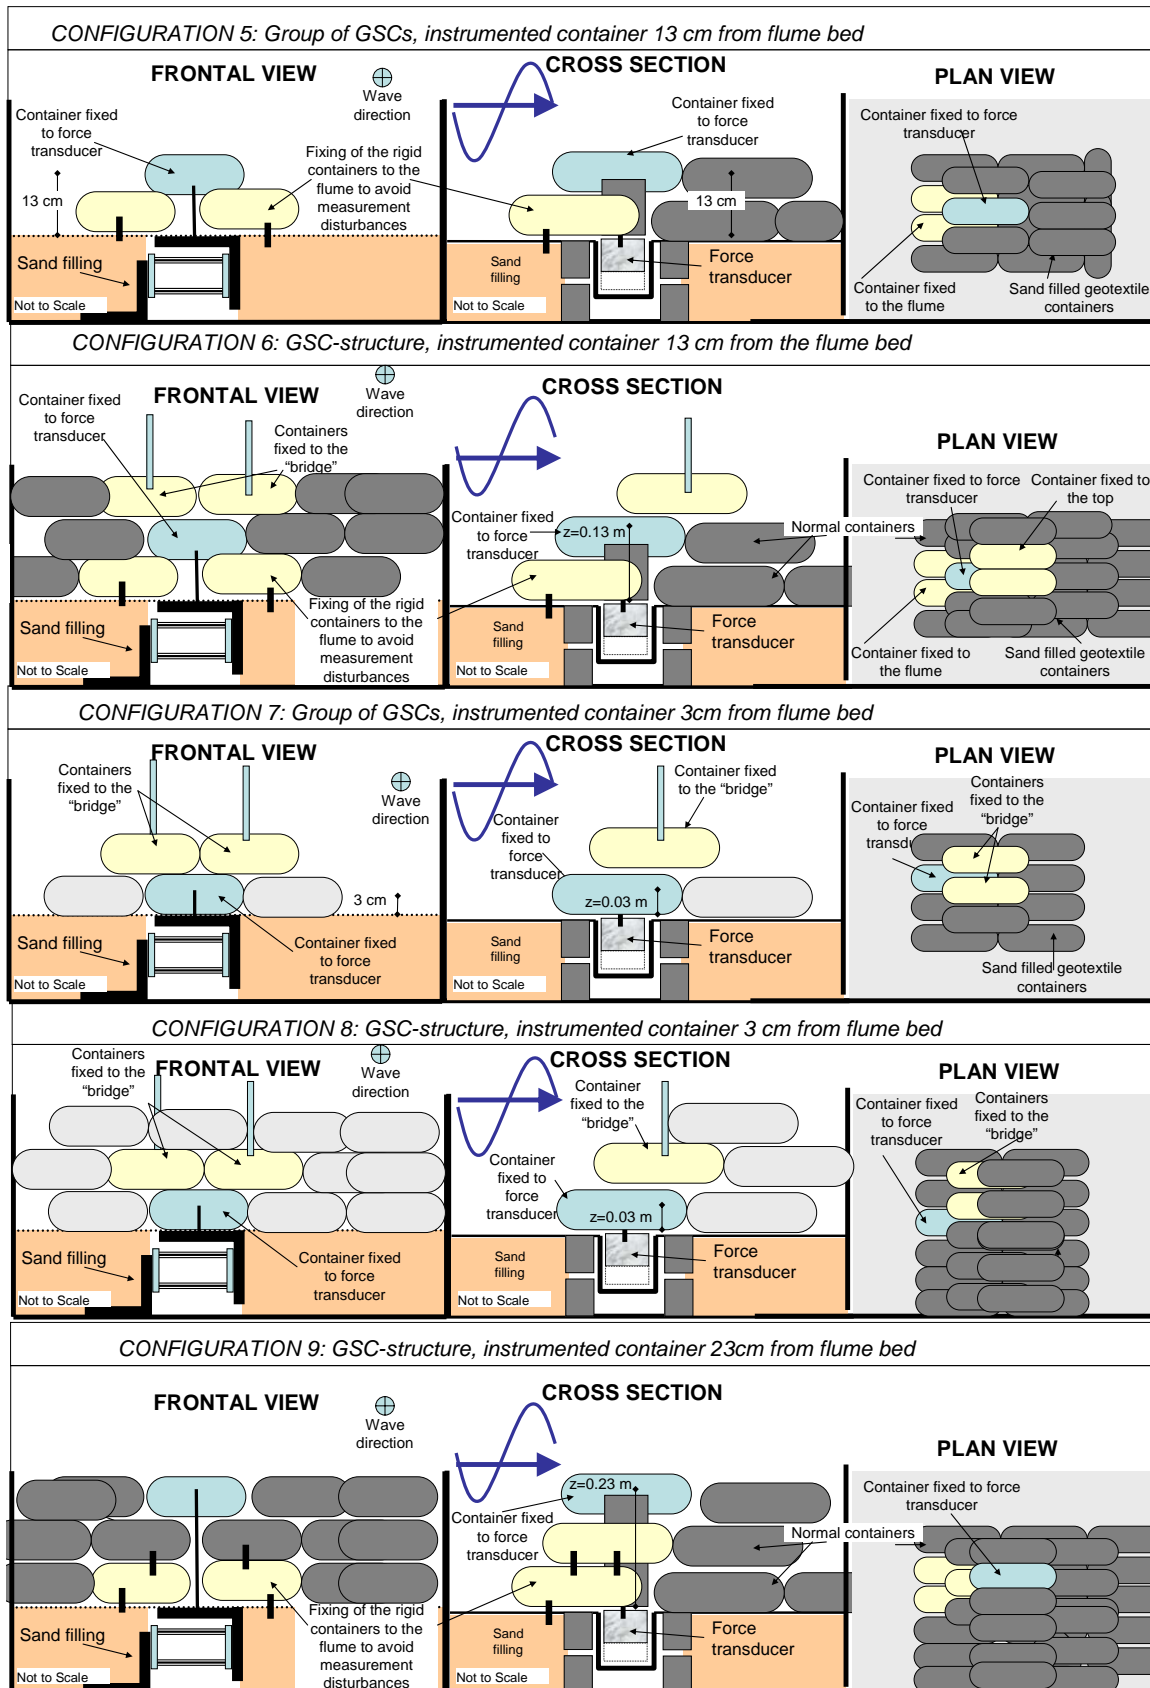 CONFIGURATION 5: Group of GSCs, instrumented container 13 cm from flume bed
FRONTAL VIEW
Wave
direction
Container fixed
to force
transducer
Fixing of the rigid
containers to the
flume to avoid
measurement
disturbances
13 cm
Sand filling
Not to Scale
CROSS SECTION
Container fixed
to force
transducer
13 cm
Sand
filling
Force
transducer
Not to Scale
PLAN VIEW
Container fixed to force
transducer
Container fixed
to the flume
Sand filled geotextile
containers
CONFIGURATION 6: GSC-structure, instrumented container 13 cm from the flume bed
FRONTAL VIEW
Wave
direction
Container fixed
to force
transducer
Containers
fixed to the
“bridge”
Fixing of the rigid
containers to the
flume to avoid
measurement
disturbances
Sand filling
Not to Scale
CROSS SECTION
Container fixed
to force
transducer
z=0.13 m
Normal containers
Sand
filling
Force
transducer
Not to Scale
PLAN VIEW
Container fixed to force
transducer
Container fixed to
the top
Container fixed to
the flume
Sand filled geotextile
containers
CONFIGURATION 7: Group of GSCs, instrumented container 3cm from flume bed
FRONTAL VIEW
Containers
fixed to the
“bridge”
Wave
direction
3 cm
Sand filling
Container fixed
to force
transducer
Not to Scale
CROSS SECTION
Container fixed
to the “bridge”
Container
fixed to
force
transducer
z=0.03 m
Sand
filling
Force
transducer
Not to Scale
PLAN VIEW
Containers
fixed to the
“bridge”
Container fixed
to force
transdu
Sand filled geotextile
containers
CONFIGURATION 8: GSC-structure, instrumented container 3 cm from flume bed
FRONTAL VIEW
Containers
fixed to the
“bridge”
Wave
direction
Sand filling
Container fixed
to force
transducer
Not to Scale
CROSS SECTION
Container
fixed to the
“bridge”
Container
fixed to
force
transducer
z=0.03 m
Sand
filling
Force
transducer
Not to Scale
PLAN VIEW
Container fixed
to force
transducer
Containers
fixed to the
“bridge”
CONFIGURATION 9: GSC-structure, instrumented container 23cm from flume bed
FRONTAL VIEW
Wave
direction
Fixing of the rigid
containers to the
flume to avoid
measurement
disturbances
Sand filling
Not to Scale
CROSS SECTION
z=0.23 m
Container fixed
to force
transducer
Normal containers
Sand
filling
Force
transducer
Not to Scale
PLAN VIEW
Container fixed to force
transducer